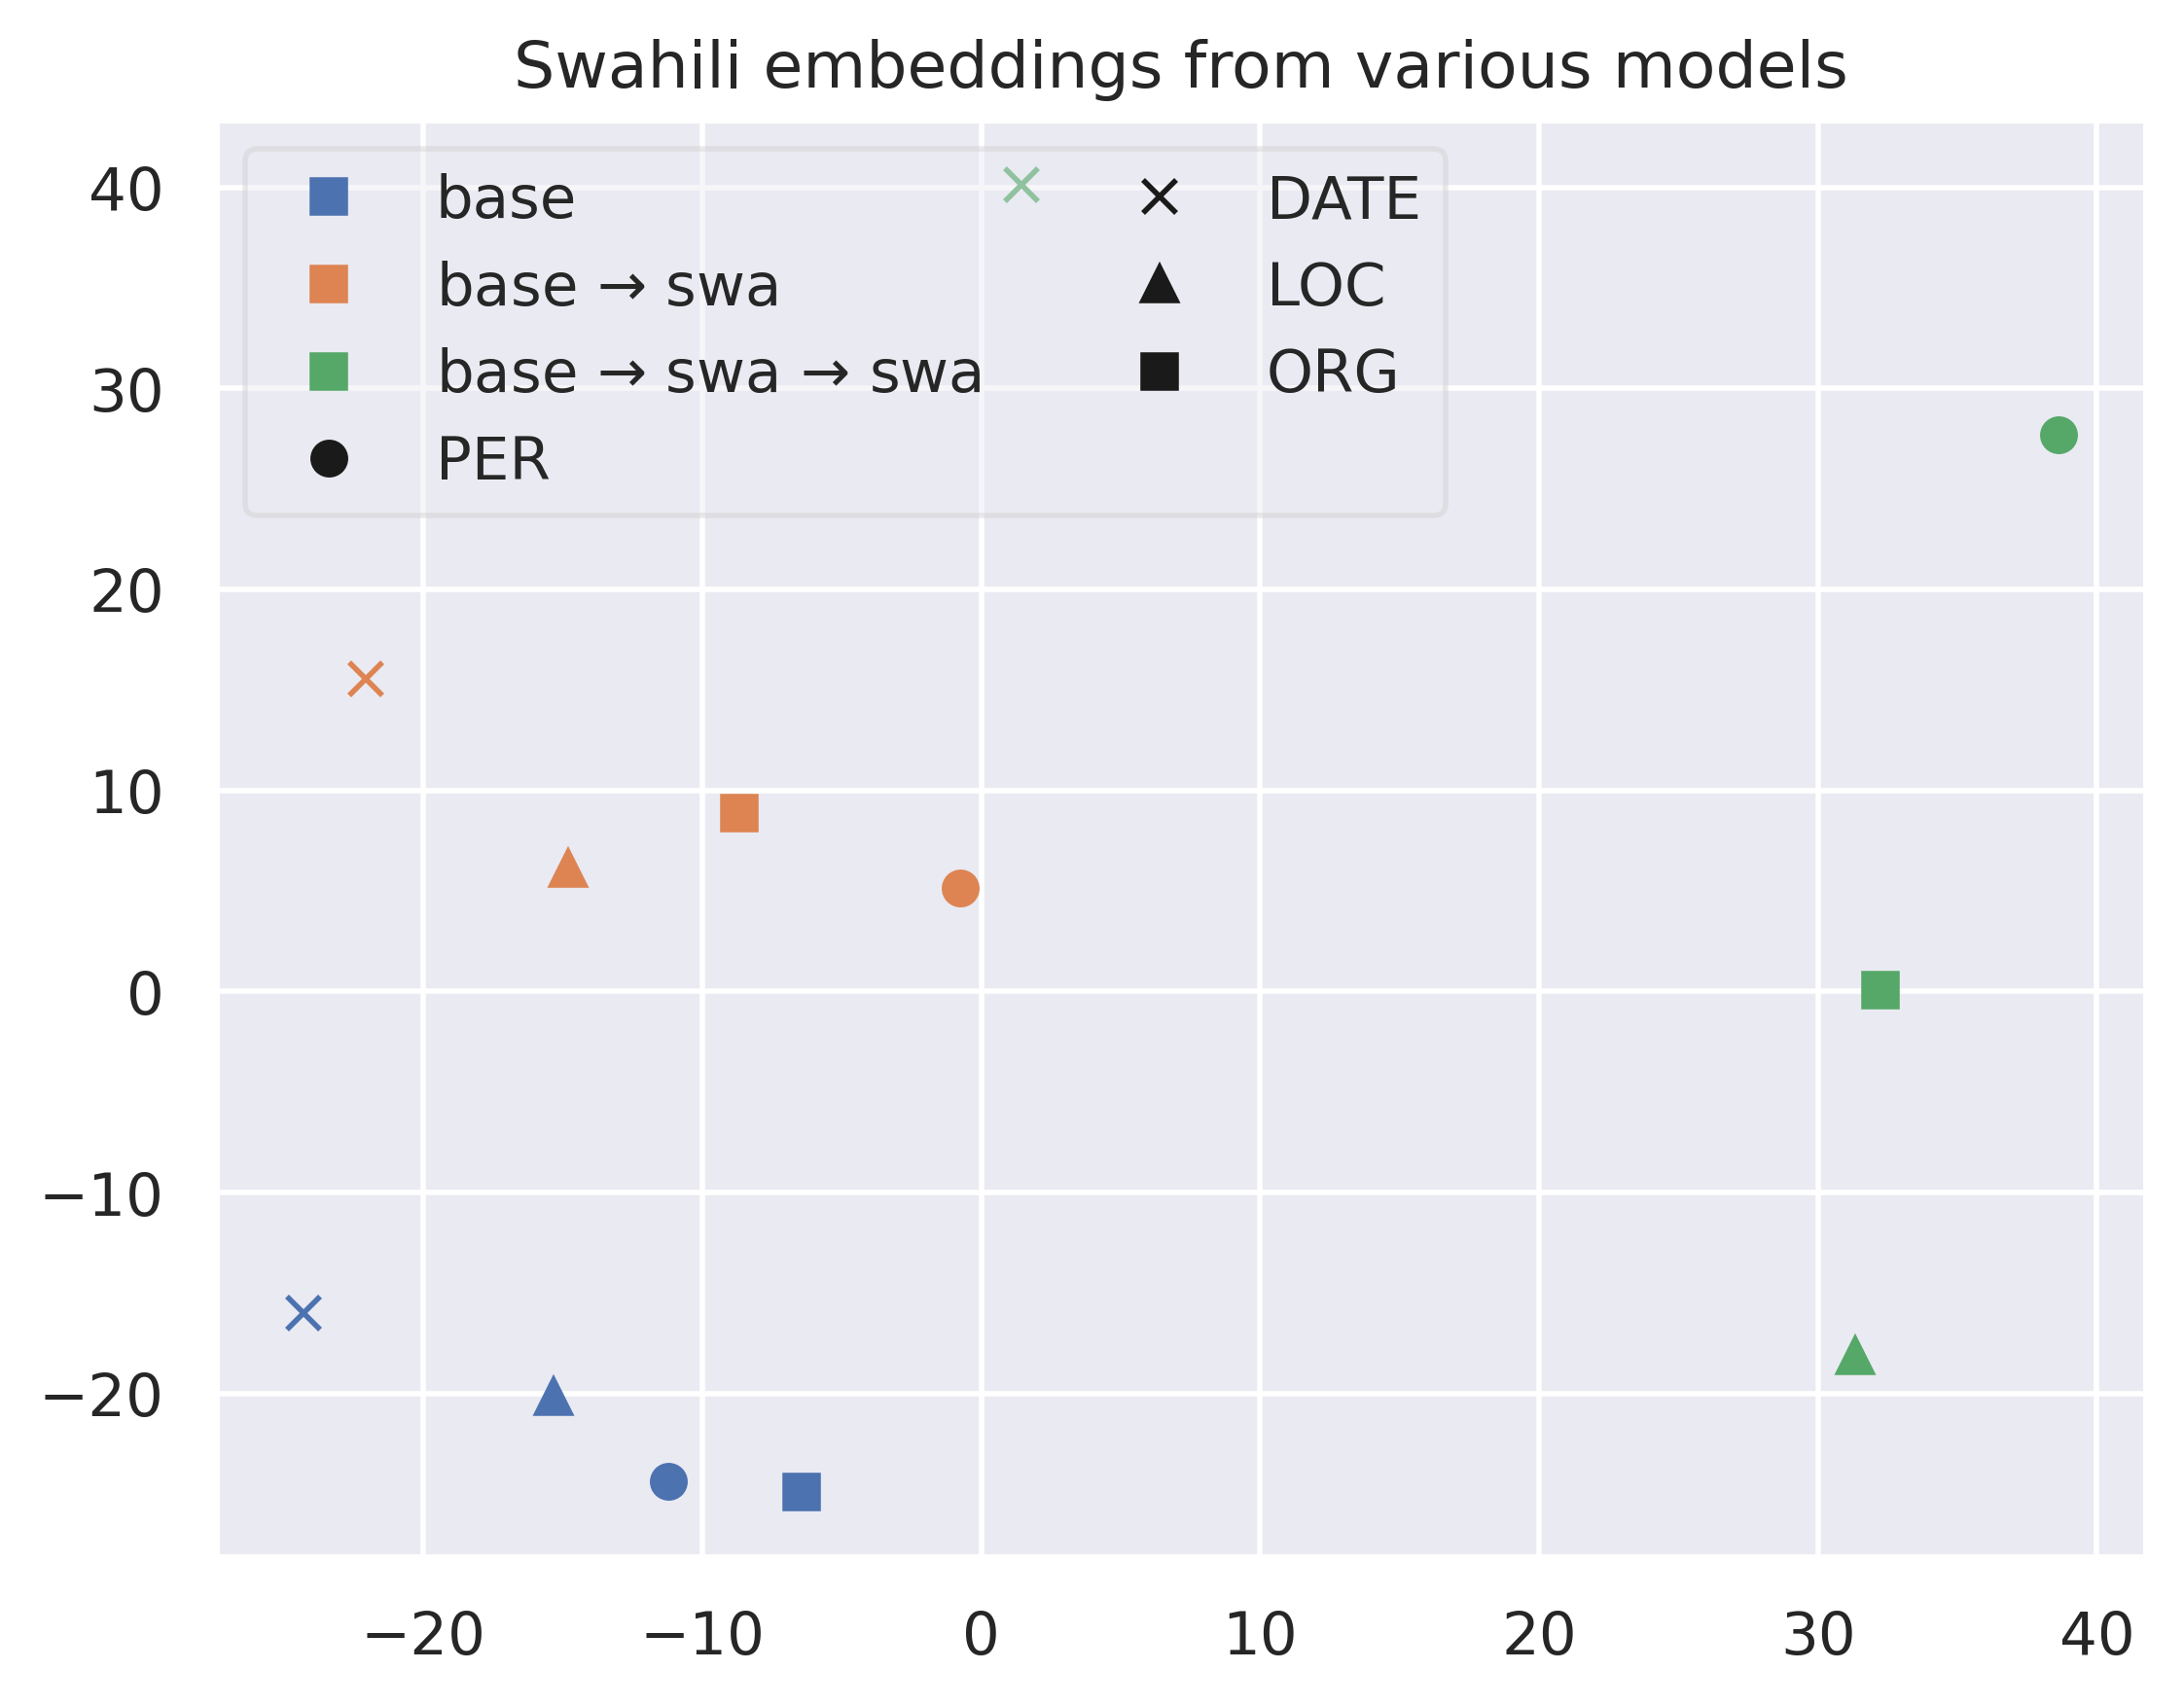 Swahili embeddings from various models
40
30
20
10
0
−10
−20
base
base → swa
base → swa → swa
PER
DATE
LOC
ORG
−20 −10 0 10 20 30 40